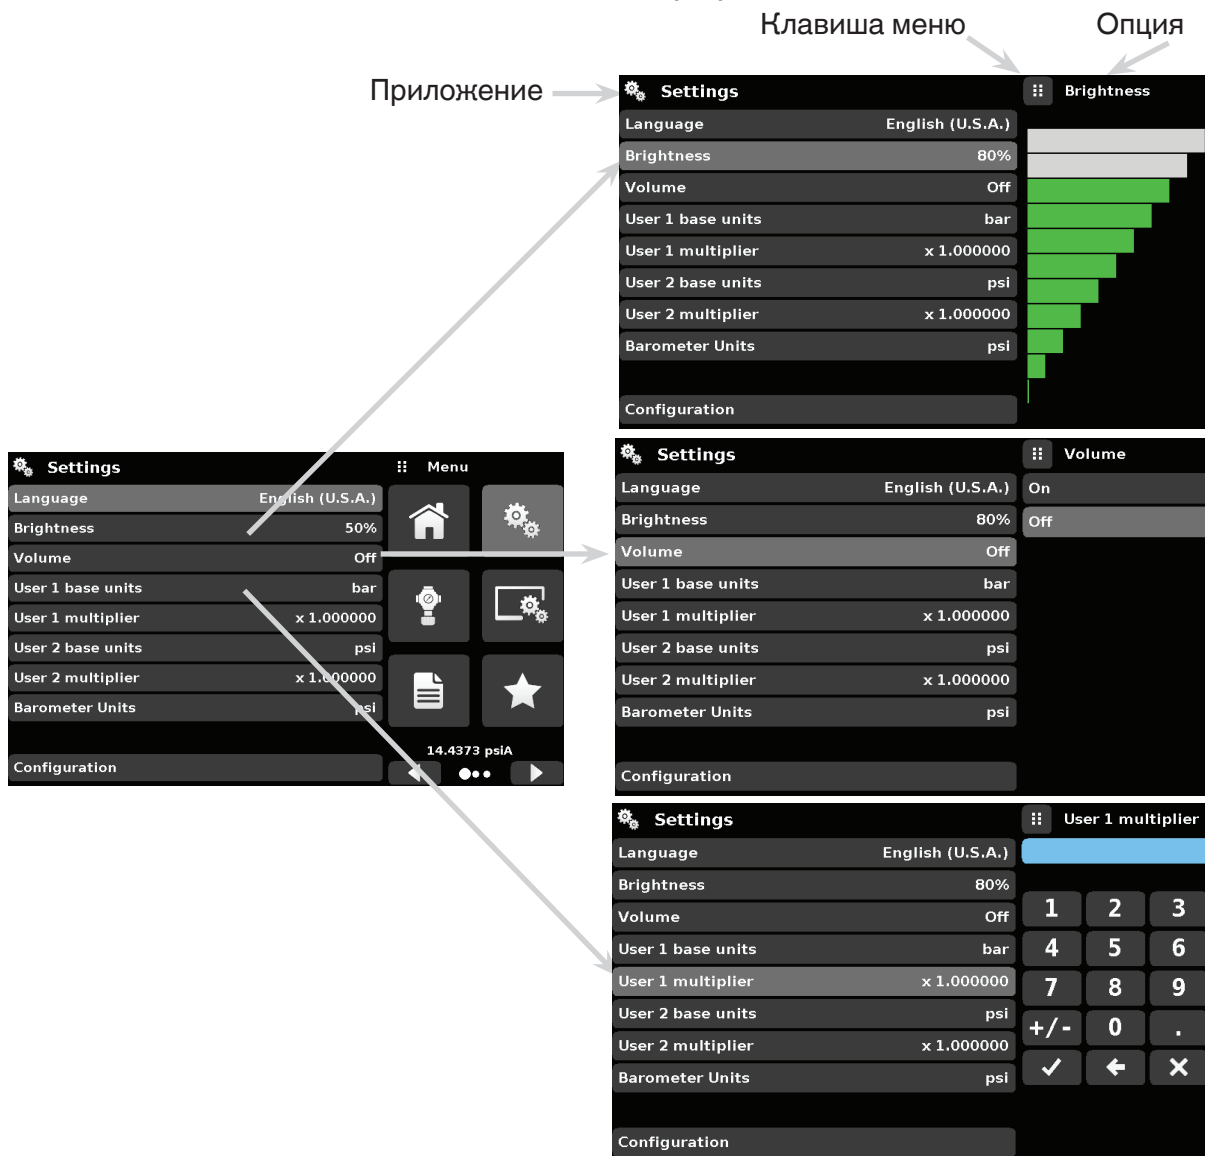 Клавиша меню
Опция
Приложение
Settings
Brightness
Language English (U.S.A.)
Brightness 80%
Volume Off
User 1 base units bar
User 1 multiplier x 1.000000
User 2 base units psi
User 2 multiplier x 1.000000
Barometer Units psi
Configuration
Settings
Menu
Language English (U.S.A.)
Brightness 50%
Volume Off
User 1 base units bar
User 1 multiplier x 1.000000
User 2 base units psi
User 2 multiplier x 1.000000
Barometer Units psi
14.4373 psiA
Configuration
Settings
Volume
Language English (U.S.A.)
On
Brightness 80%
Off
Volume Off
User 1 base units bar
User 1 multiplier x 1.000000
User 2 base units psi
User 2 multiplier x 1.000000
Barometer Units psi
Configuration
Settings
User 1 multiplier
Language English (U.S.A.)
Brightness 80%
Volume Off
User 1 base units bar
User 1 multiplier x 1.000000
User 2 base units psi
User 2 multiplier x 1.000000
Barometer Units psi
Configuration
1 2 3
4 5 6
7 8 9
+/- 0 .